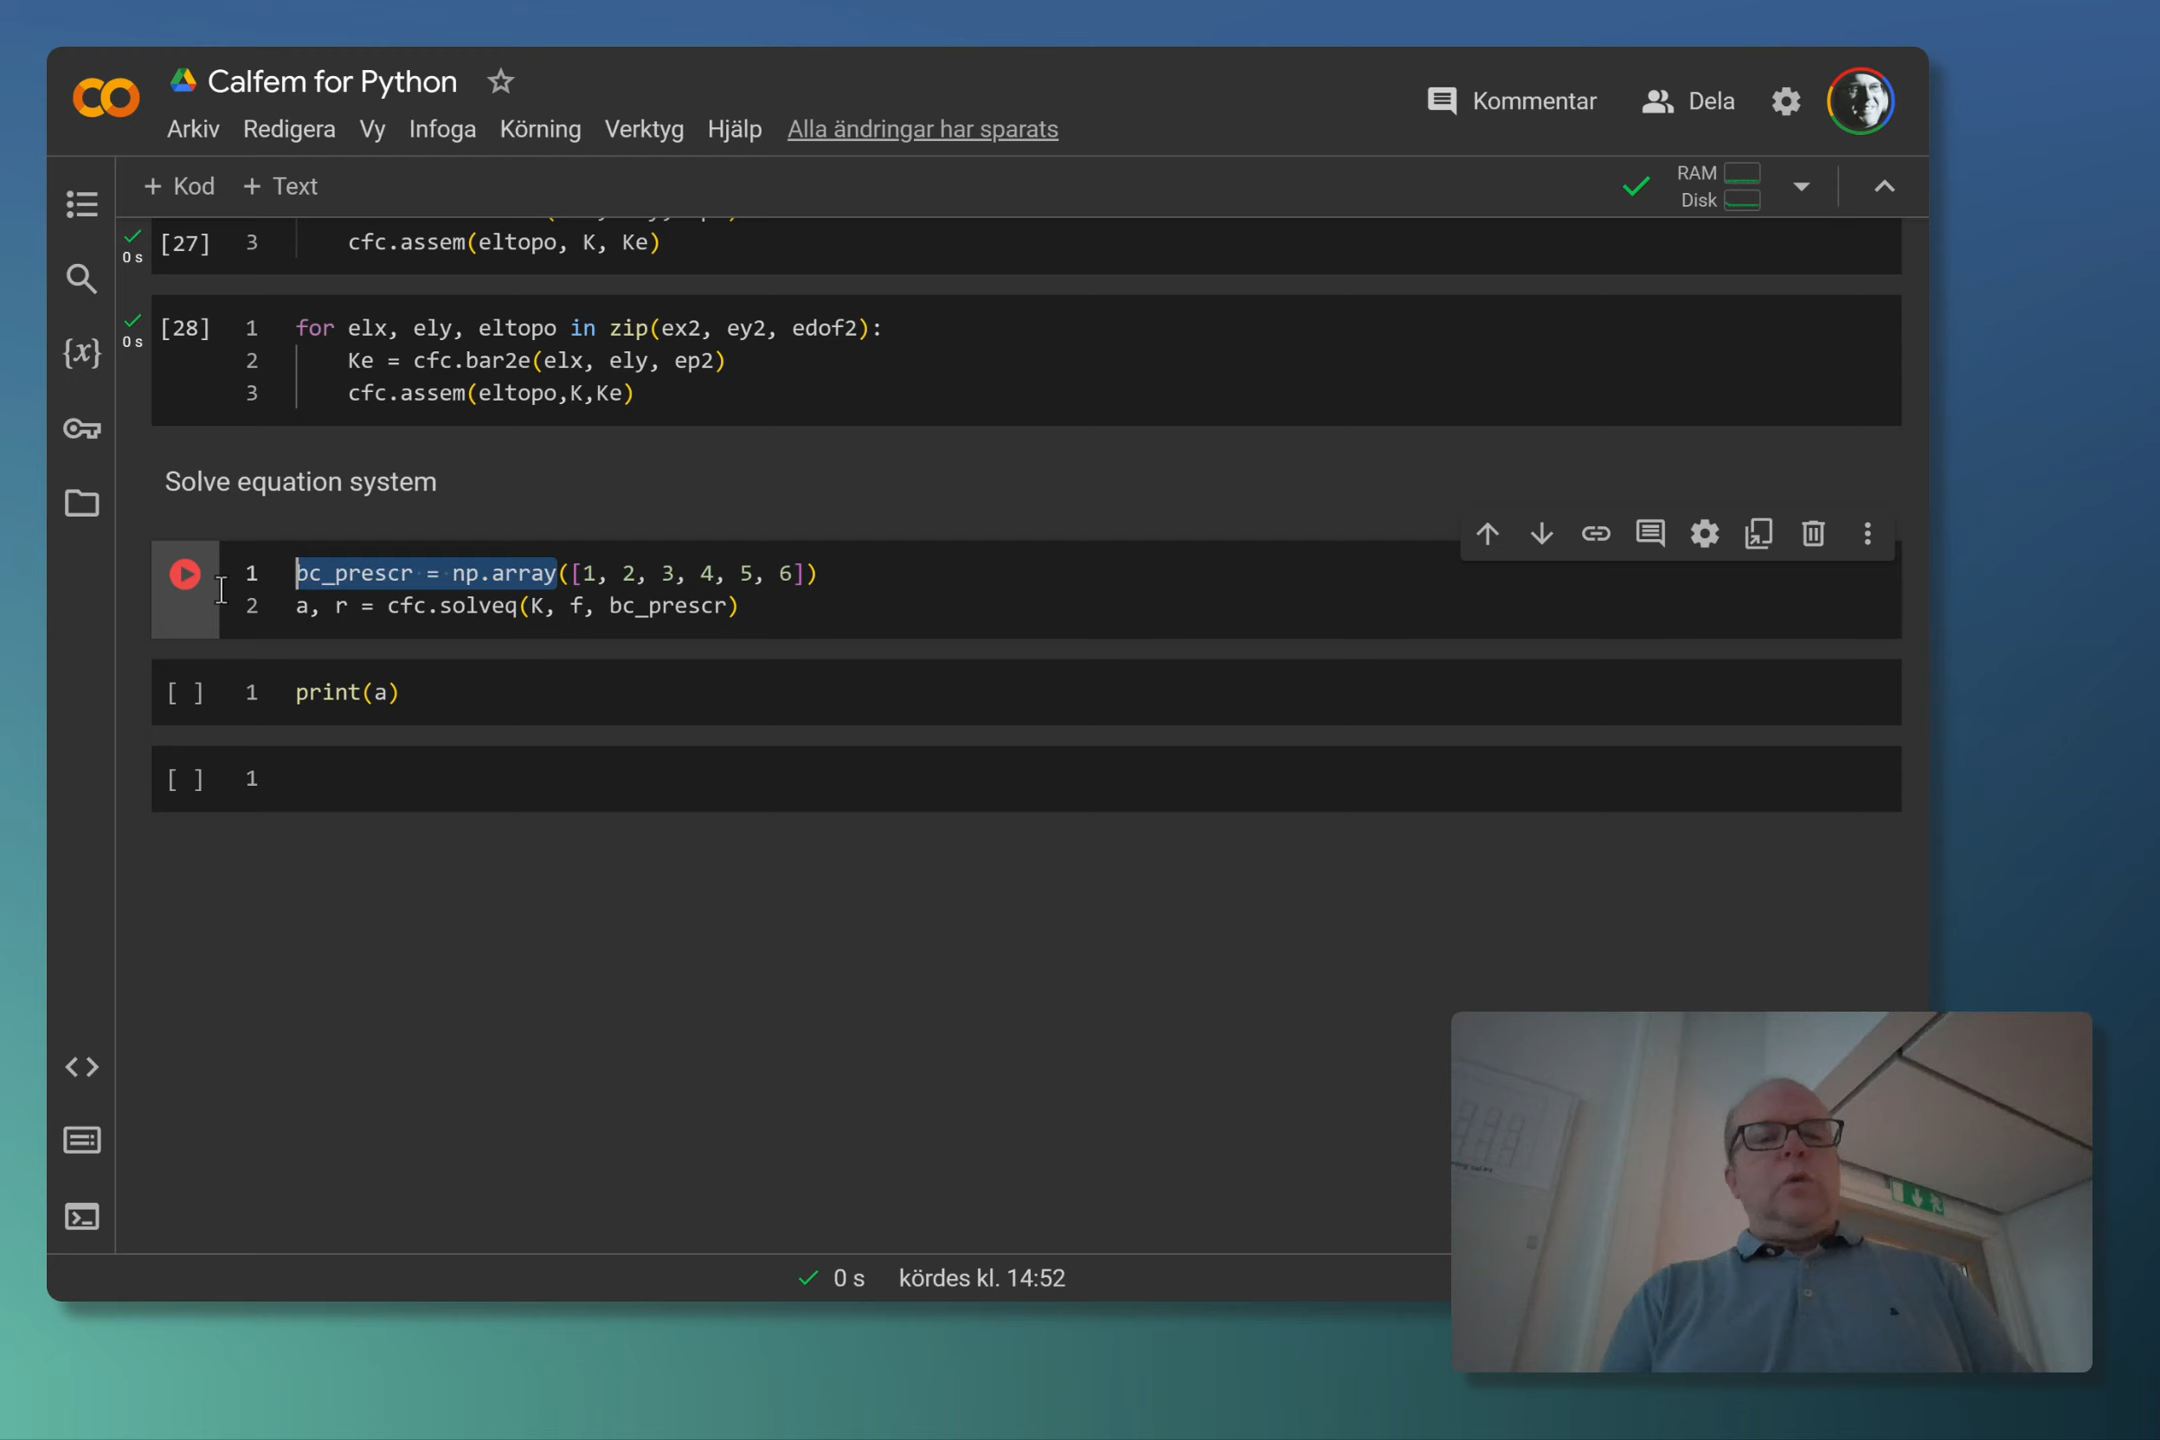 Calfem for Python
Kommentar
Dela
Arkiv Redigera Vy Infoga Körning Verktyg Hjälp Alla ändringar har sparats
+ Kod + Text
RAM
Disk
0 s [27] 3 cfc.assem(eltopo, K, Ke)
0 s [28] 1 for elx, ely, eltopo in zip(ex2, ey2, edof2):
2 Ke = cfc.bar2e(elx, ely, ep2)
3 cfc.assem(eltopo,K,Ke)
Solve equation system
1 bc_prescr = np.array([1, 2, 3, 4, 5, 6])
2 a, r = cfc.solveq(K, f, bc_prescr)
[ ] 1 print(a)
[ ] 1
0 s kördes kl. 14:52